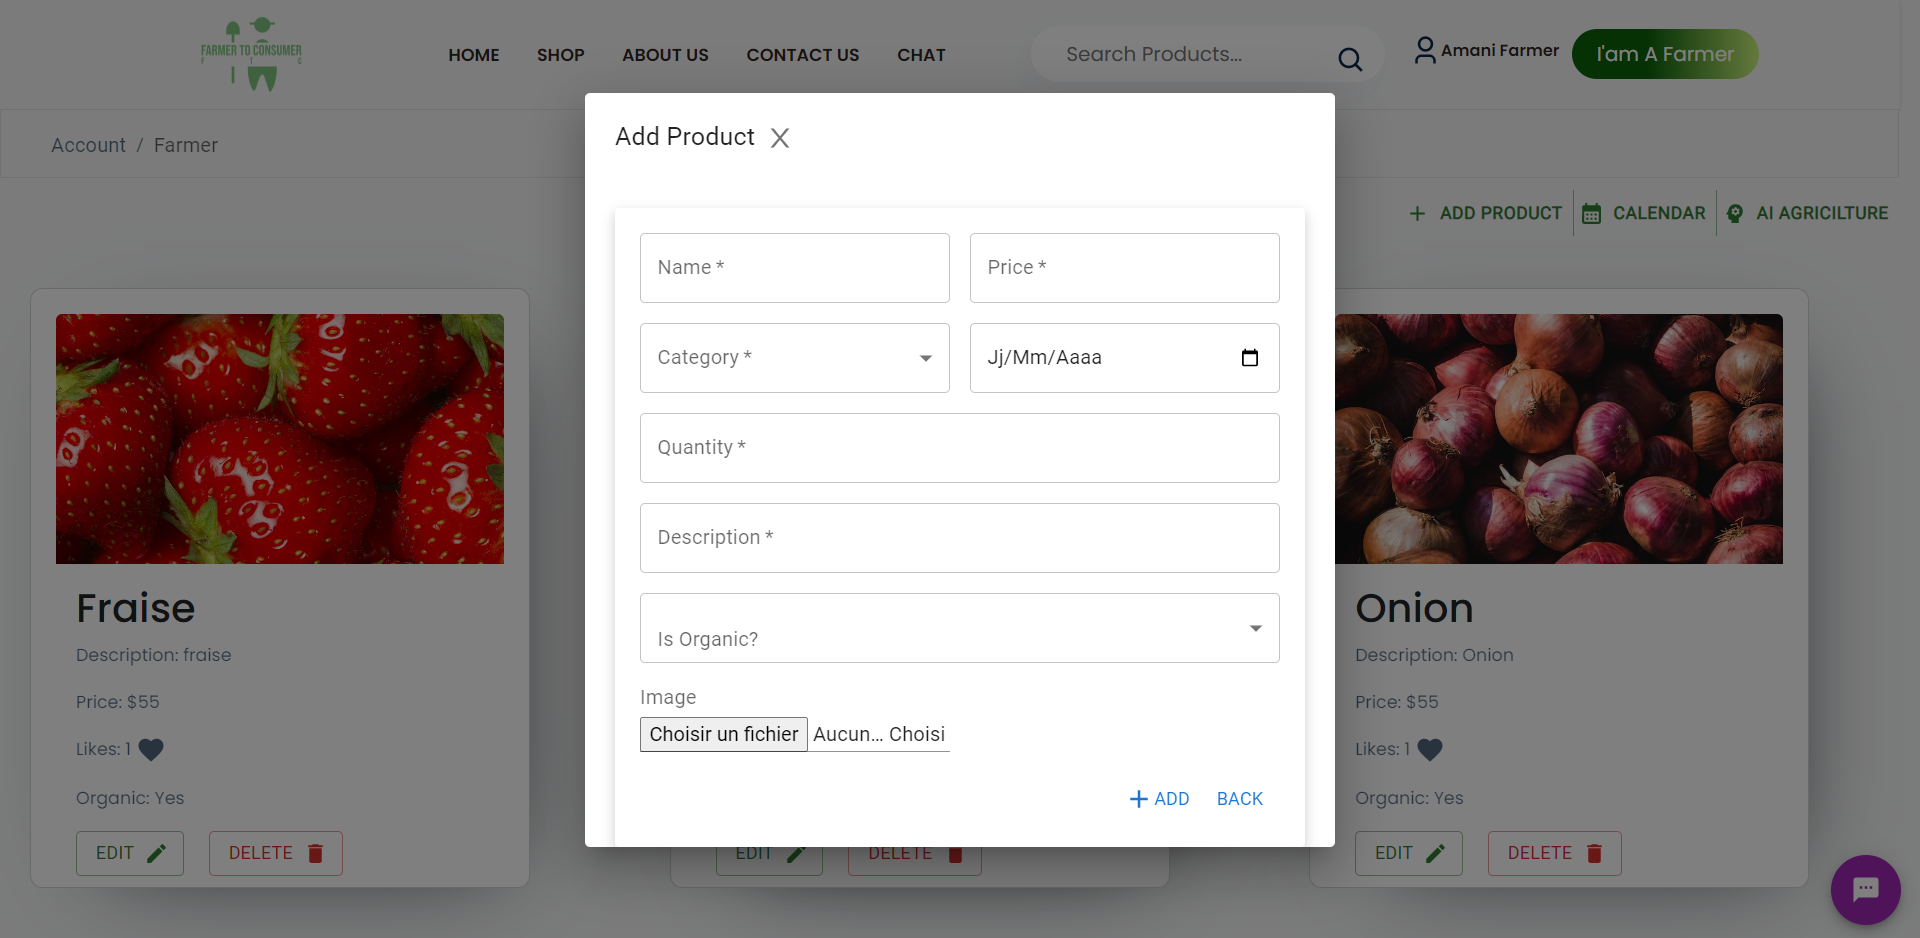 FARMER TO CONSUMER
F T C
HOME
SHOP
ABOUT US
CONTACT US
CHAT
Search Products...
Amani Farmer
I'am A Farmer
Account / Farmer
ADD PRODUCT
CALENDAR
AI AGRICILTURE
Add Product X
Name *
Price *
Category *
Jj/Mm/Aaaa
Quantity *
Description *
Is Organic?
Image
Choisir un fichier Aucun... Choisi
ADD
BACK
Fraise
Description: fraise
Price: $55
Likes: 1
Organic: Yes
EDIT
DELETE
EDIT
DELETE
Onion
Description: Onion
Price: $55
Likes: 1
Organic: Yes
EDIT
DELETE